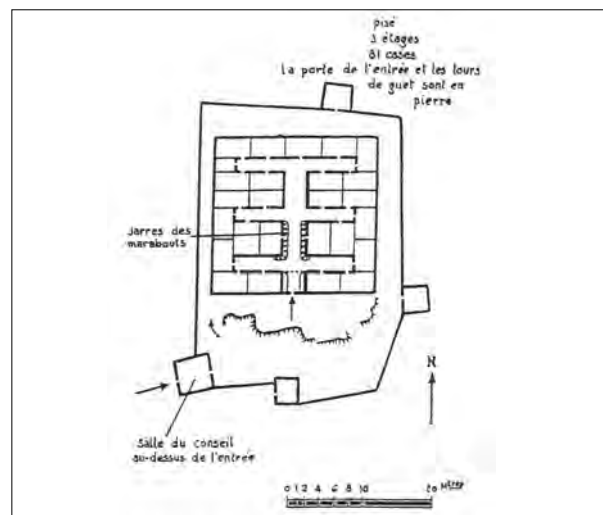 pisé
3 étages
81 cases
La porte de l'entrée et les tours
de guet sont en
pierre
Jarres des
marabouts
N
Salle du conseil
au-dessus de l'entrée
0 1 2 4 6 8 10 20 Mètres